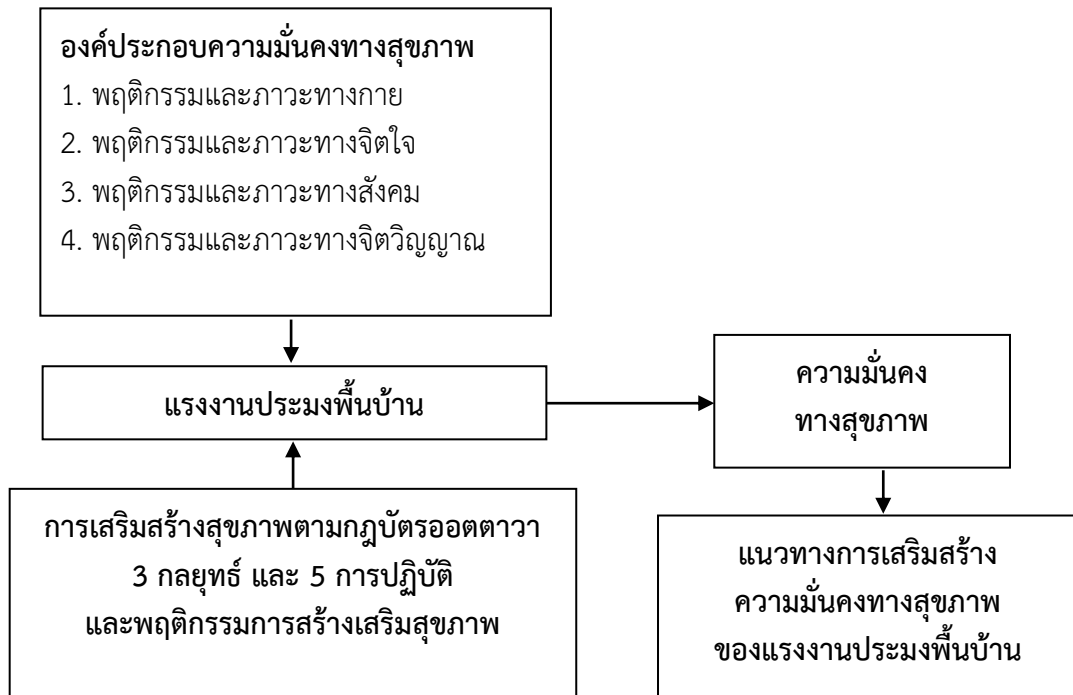 องค์ประกอบความมั่นคงทางสุขภาพ
1. พฤติกรรมและภาวะทางกาย
2. พฤติกรรมและภาวะทางจิตใจ
3. พฤติกรรมและภาวะทางสังคม
4. พฤติกรรมและภาวะทางจิตวิญญาณ
แรงงานประมงพื้นบ้าน
ความมั่นคง
ทางสุขภาพ
การเสริมสร้างสุขภาพตามกฎบัตรออตตาวา
3 กลยุทธ์ และ 5 การปฏิบัติ
และพฤติกรรมการสร้างเสริมสุขภาพ
แนวทางการเสริมสร้าง
ความมั่นคงทางสุขภาพ
ของแรงงานประมงพื้นบ้าน